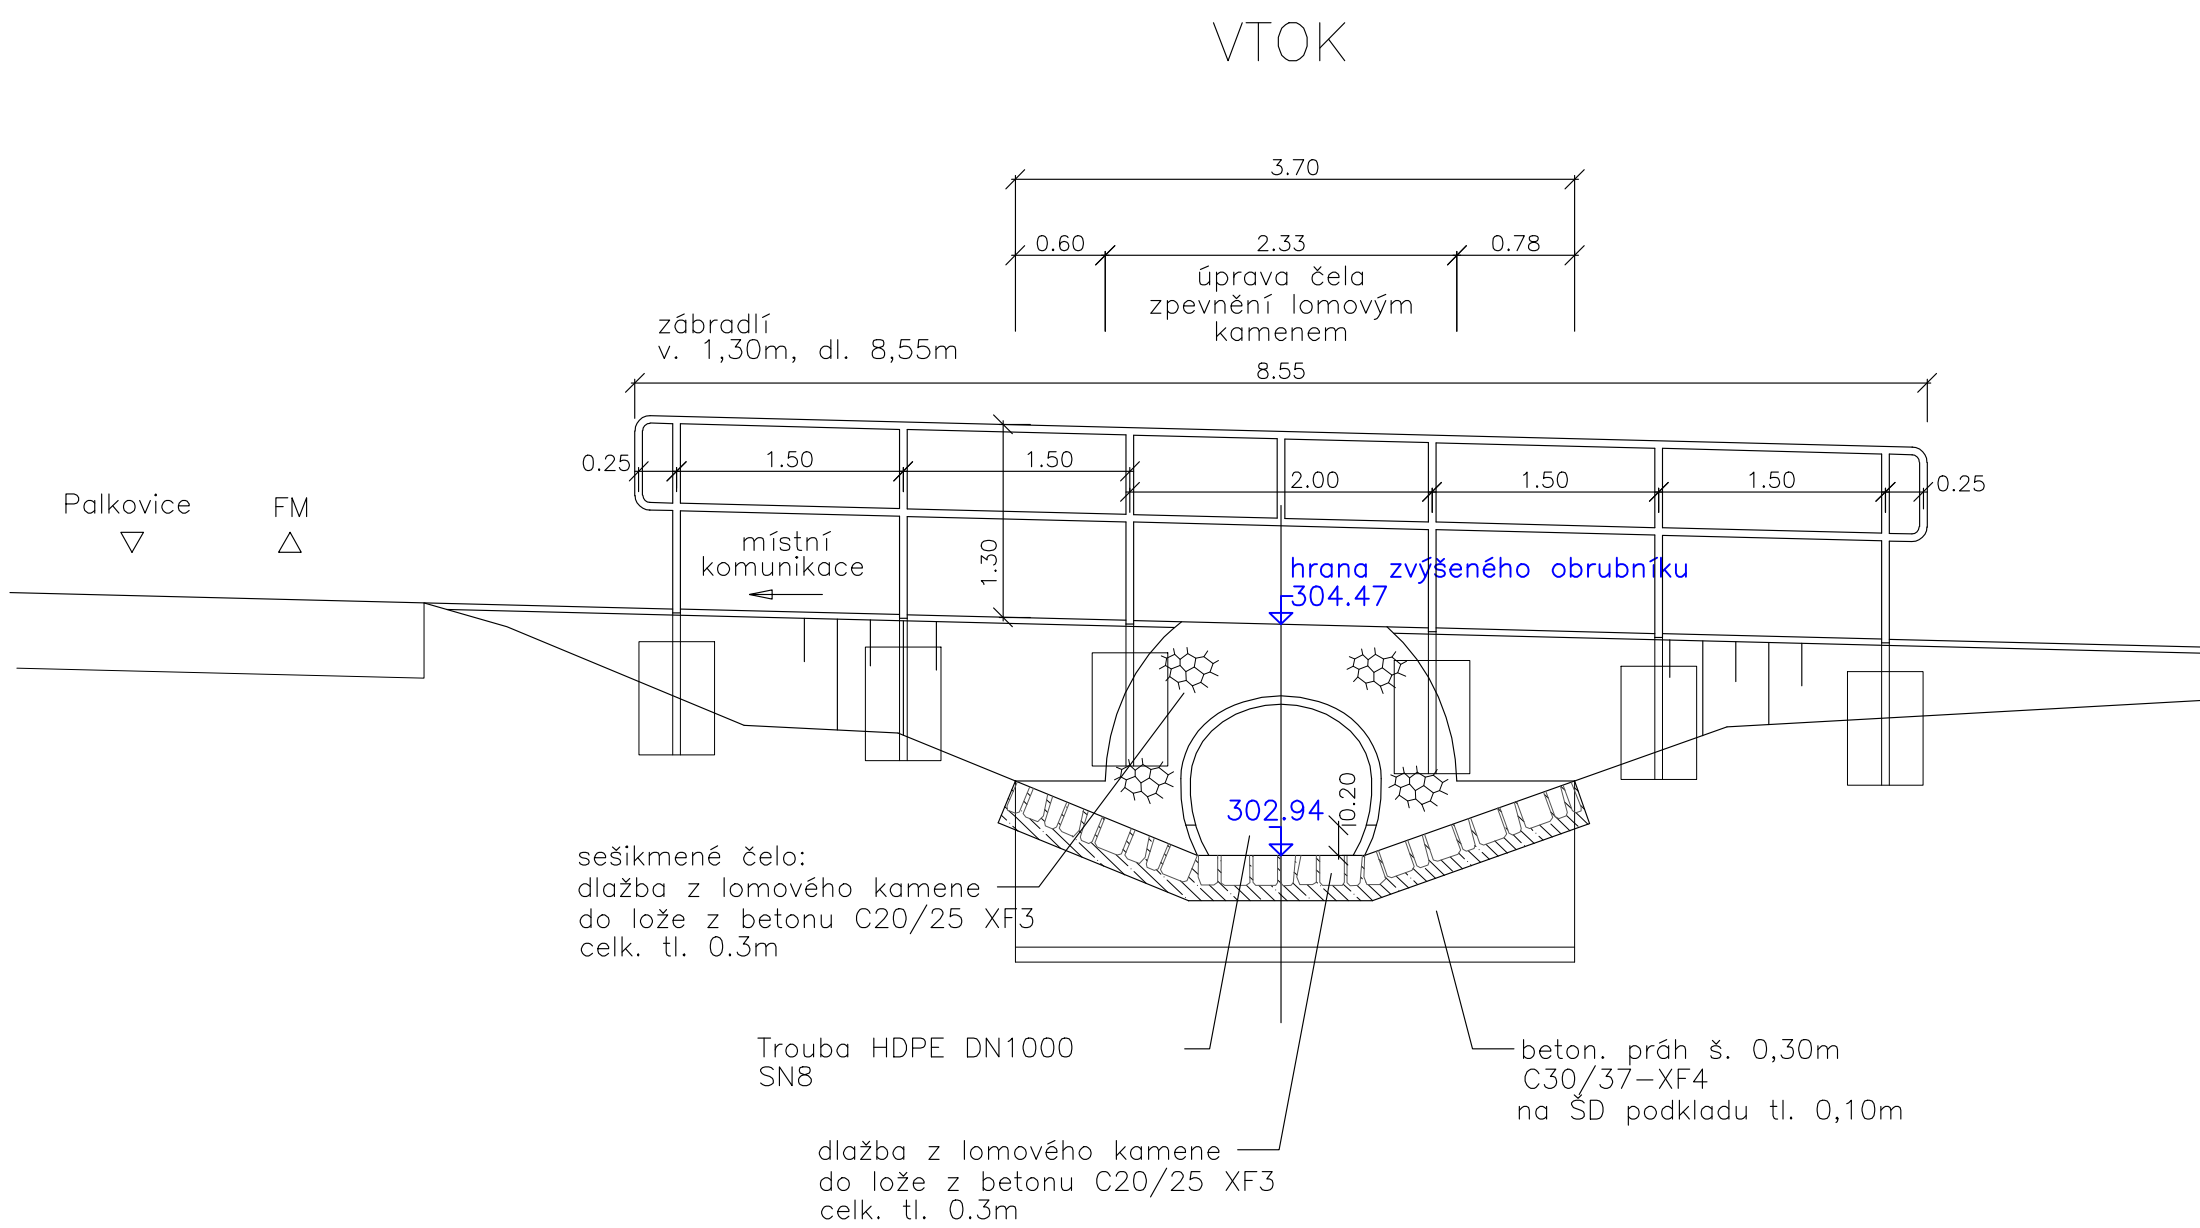 VTOK
3.70
0.60
2.33
0.78
úprava čela
zpevnění lomovým
kamenem
zábradlí
v. 1,30m, dl. 8,55m
8.55
0.25
1.50
1.50
2.00
1.50
1.50
0.25
Palkovice
FM
místní
komunikace
1.30
hrana zvýšeného obrubníku
304.47
302.94
0.20
sešikmené čelo:
dlažba z lomového kamene
do lože z betonu C20/25 XF3
celk. tl. 0.3m
Trouba HDPE DN1000
SN8
beton. práh š. 0,30m
C30/37-XF4
na ŠD podkladu tl. 0,10m
dlažba z lomového kamene
do lože z betonu C20/25 XF3
celk. tl. 0.3m